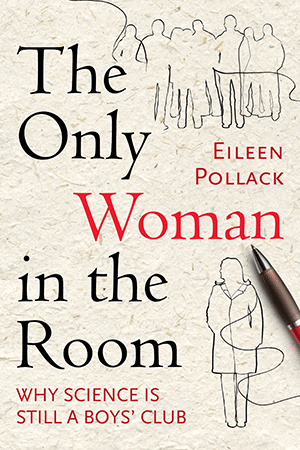 The
Only
Woman
in the
Room
Eileen
Pollack
WHY SCIENCE IS
STILL A BOYS' CLUB